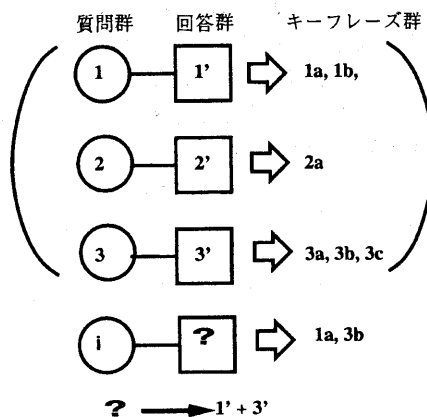 質問群 回答群 キーフレーズ群
1 1' 1a, 1b,
2 2' 2a
3 3' 3a, 3b, 3c
i ? 1a, 3b
? 1' + 3'